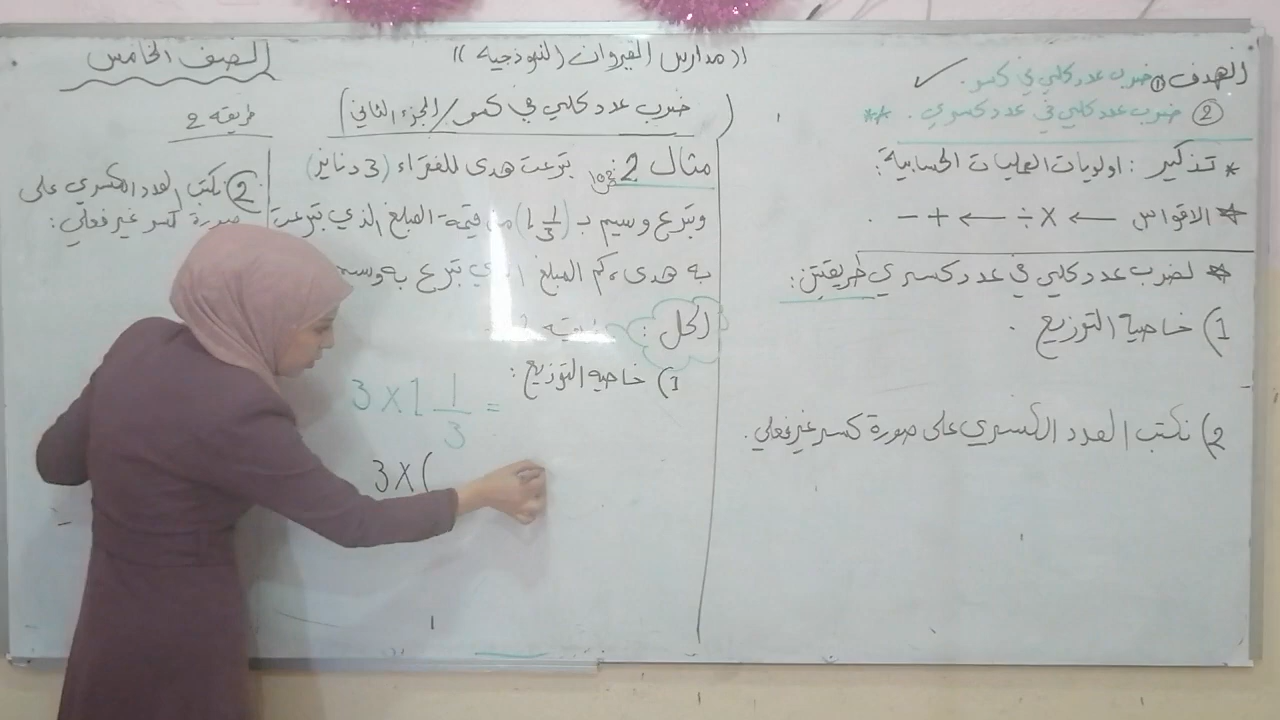 (( مدارس القيروان النموذجية ))
الصف الخامس
الهدف: ① ضرب عدد كلي في كسر. ✓
② ضرب عدد كلي في عدد كسري. **
* تذكير : اولويات العمليات الحسابية:
* الاقواس ← × ÷ ← + − .
* لضرب عدد كلي في عدد كسري طريقتين:
1) خاصية التوزيع .
2) نكتب العدد الكسري على صورة كسر غير فعلي .
( ضرب عدد كلي في كسر / الجزء الثاني )
مثال 2 ص109 تبرعت هدى للفقراء (3 دنانير)
وتبرع وسيم بـ (1 1/3) من قيمة المبلغ الذي تبرعت
به هدى، كم المبلغ الذي تبرع به وسيم
الحل :
1) خاصية التوزيع :
3 × 1 1/3 =
3 × (
طريقة 2
② نكتب العدد الكسري على
صورة كسر غير فعلي :